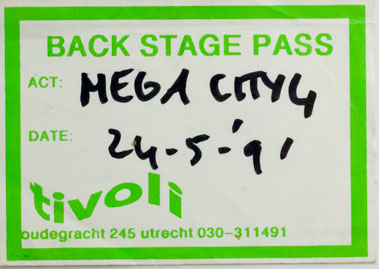 BACK STAGE PASS
ACT: MEGA CITY 4
DATE: 24-5-'91
tivoli
oudegracht 245 utrecht 030-311491